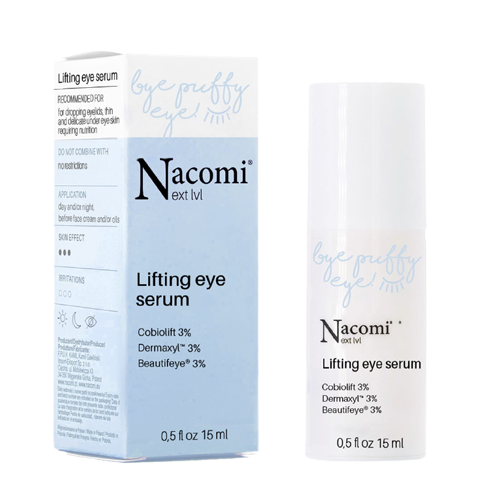 Lifting eye serum
RECOMMENDED FOR
for dropping eyelids, thin
and delicate under eye skin
requiring nutrition
DO NOT COMBINE WITH
no restrictions
APPLICATION
day and/or night,
before face cream and/or oils
SKIN EFFECT
IRRITATIONS
bye puffy
eye!
Nacomi®
ext lvl
Lifting eye
serum
Cobiolift 3%
Dermaxyl™ 3%
Beautifeye® 3%
0,5 fl oz 15 ml
bye puffy
eye!
Nacomi
ext lvl
Lifting eye serum
Cobiolift 3%
Dermaxyl™ 3%
Beautifeye® 3%
0,5 fl oz 15 ml